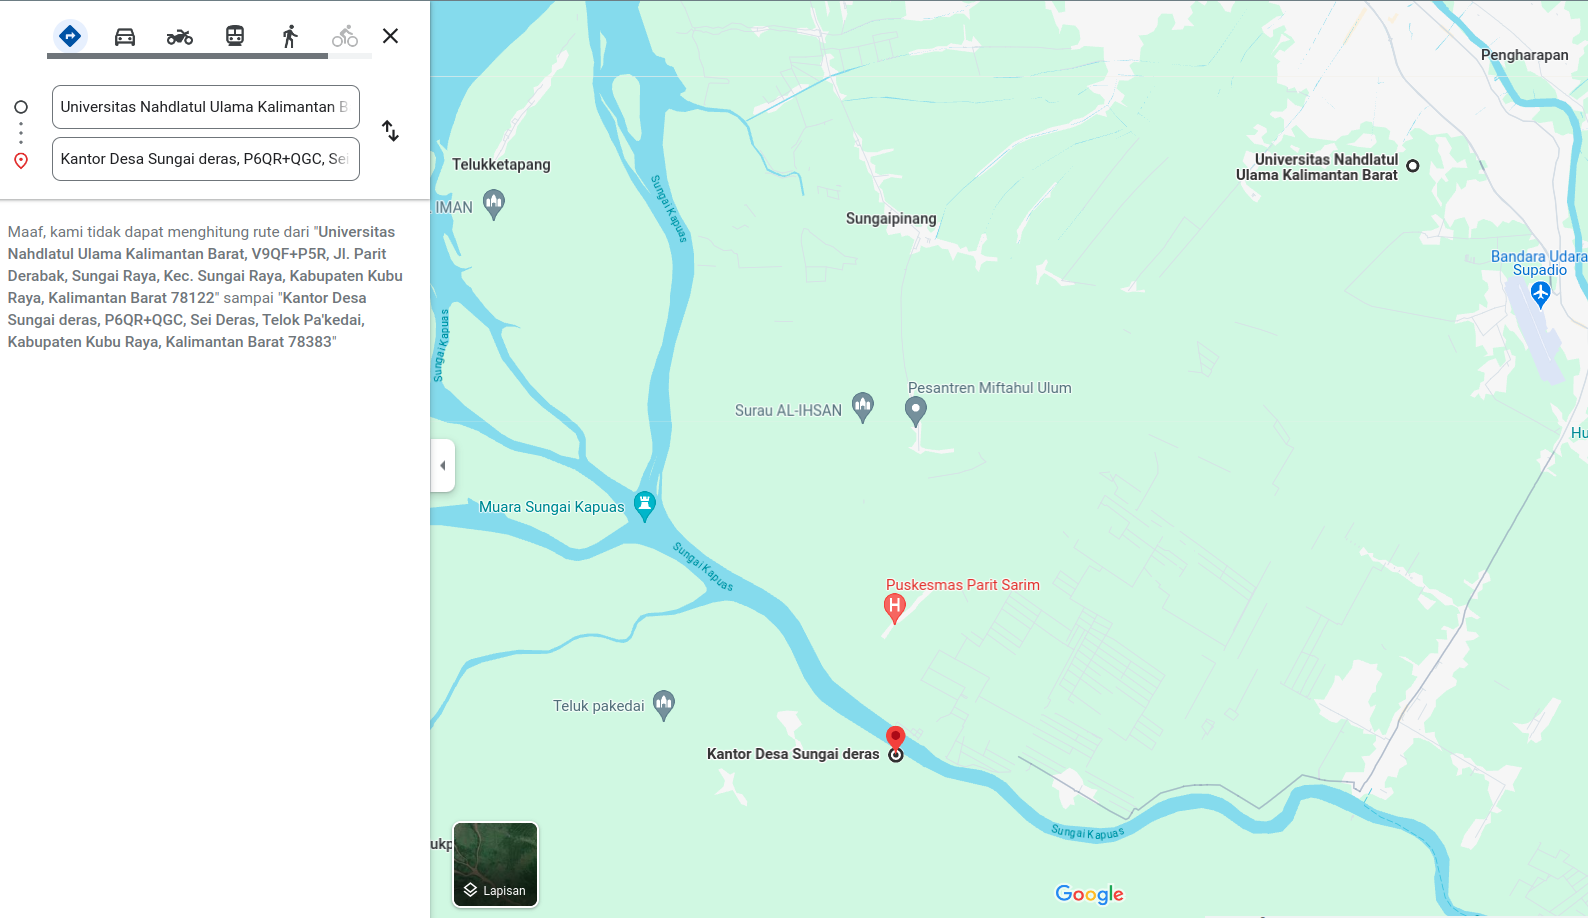 Universitas Nahdlatul Ulama Kalimantan B
Kantor Desa Sungai deras, P6QR+QGC, Sei
Maaf, kami tidak dapat menghitung rute dari "Universitas
Nahdlatul Ulama Kalimantan Barat, V9QF+P5R, Jl. Parit
Derabak, Sungai Raya, Kec. Sungai Raya, Kabupaten Kubu
Raya, Kalimantan Barat 78122" sampai "Kantor Desa
Sungai deras, P6QR+QGC, Sei Deras, Telok Pa'kedai,
Kabupaten Kubu Raya, Kalimantan Barat 78383"
Pengharapan
Telukketapang
IMAN
Sungai Kapuas
Sungaipinang
Universitas Nahdlatul
Ulama Kalimantan Barat
Bandara Udara
Supadio
Sungai Kapuas
Pesantren Miftahul Ulum
Surau AL-IHSAN
Hu
Muara Sungai Kapuas
Sungai Kapuas
Puskesmas Parit Sarim
Teluk pakedai
Kantor Desa Sungai deras
Sungai Kapuas
ukp
Lapisan
Google